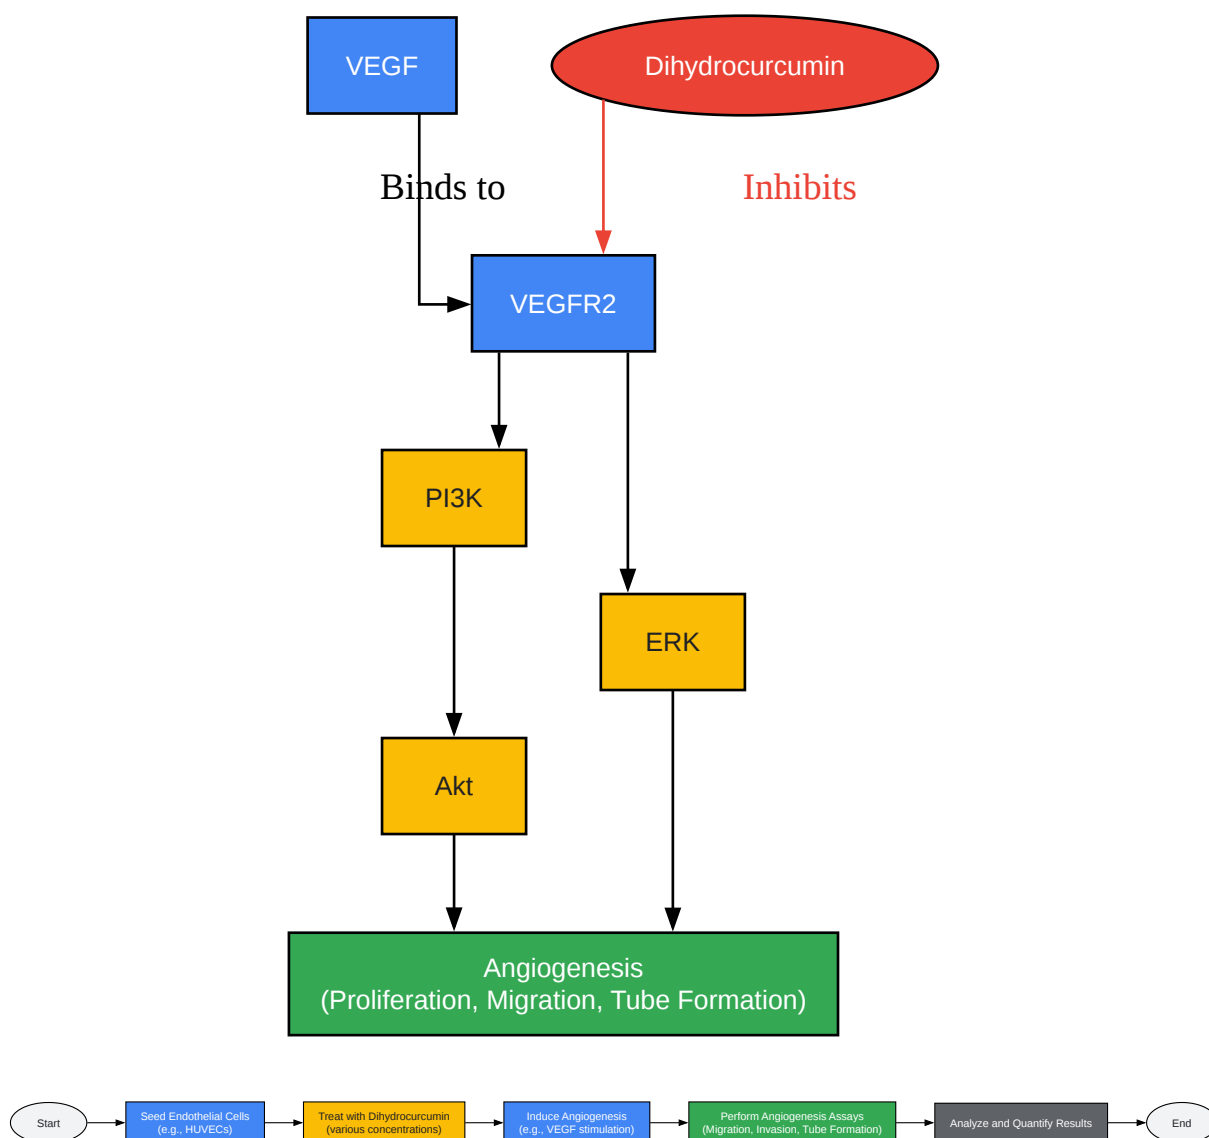 VEGF
Dihydrocurcumin
Binds to
Inhibits
VEGFR2
PI3K
ERK
Akt
Angiogenesis
(Proliferation, Migration, Tube Formation)
Start
Seed Endothelial Cells
(e.g., HUVECs)
Treat with Dihydrocurcumin
(various concentrations)
Induce Angiogenesis
(e.g., VEGF stimulation)
Perform Angiogenesis Assays
(Migration, Invasion, Tube Formation)
Analyze and Quantify Results
End